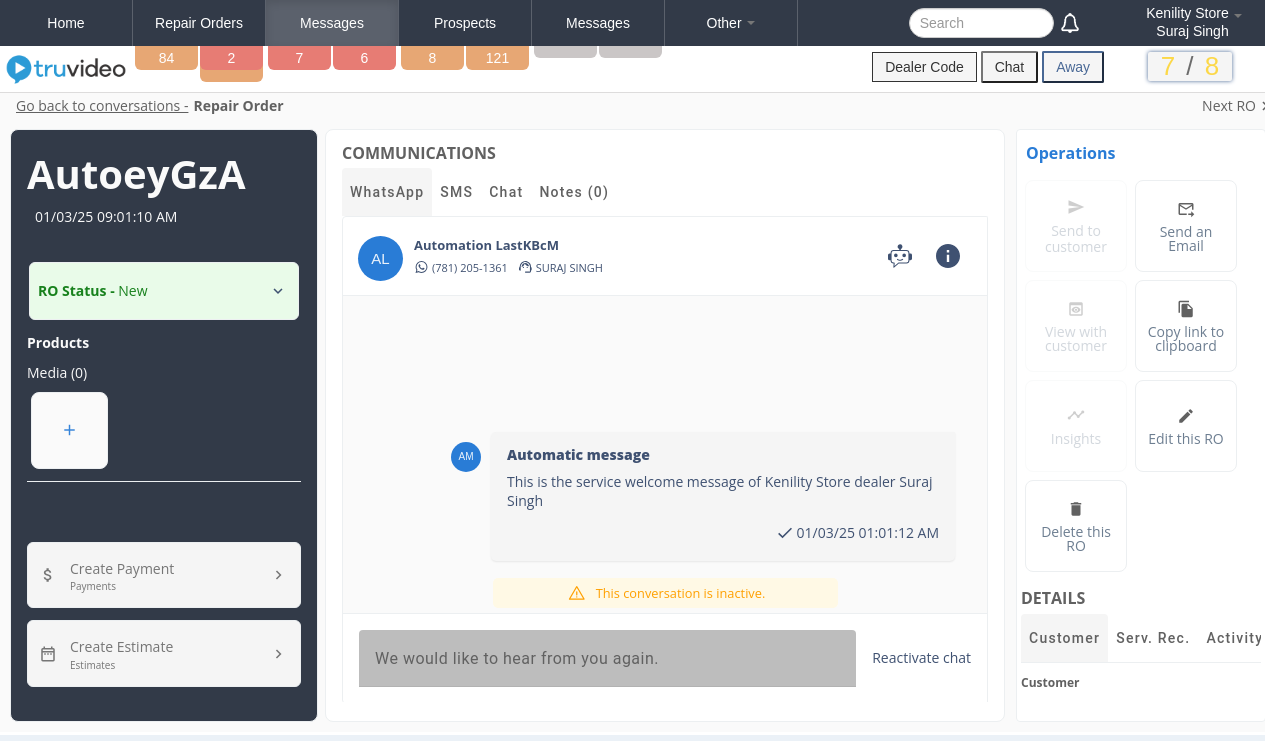 Home
Repair Orders
Messages
Prospects
Messages
Other
Search
Kenility Store
Suraj Singh
truvideo
84
2
7
6
8
121
Dealer Code
Chat
Away
7 / 8
Go back to conversations - Repair Order
Next RO
AutoeyGzA
01/03/25 09:01:10 AM
RO Status - New
Products
Media (0)
+
Create Payment
Payments
Create Estimate
Estimates
COMMUNICATIONS
WhatsApp
SMS
Chat
Notes (0)
AL
Automation LastKBcM
(781) 205-1361
SURAJ SINGH
AM
Automatic message
This is the service welcome message of Kenility Store dealer Suraj
Singh
01/03/25 01:01:12 AM
This conversation is inactive.
We would like to hear from you again.
Reactivate chat
Operations
Send to
customer
Send an
Email
View with
customer
Copy link to
clipboard
Insights
Edit this RO
Delete this
RO
DETAILS
Customer
Serv. Rec.
Activity
Customer